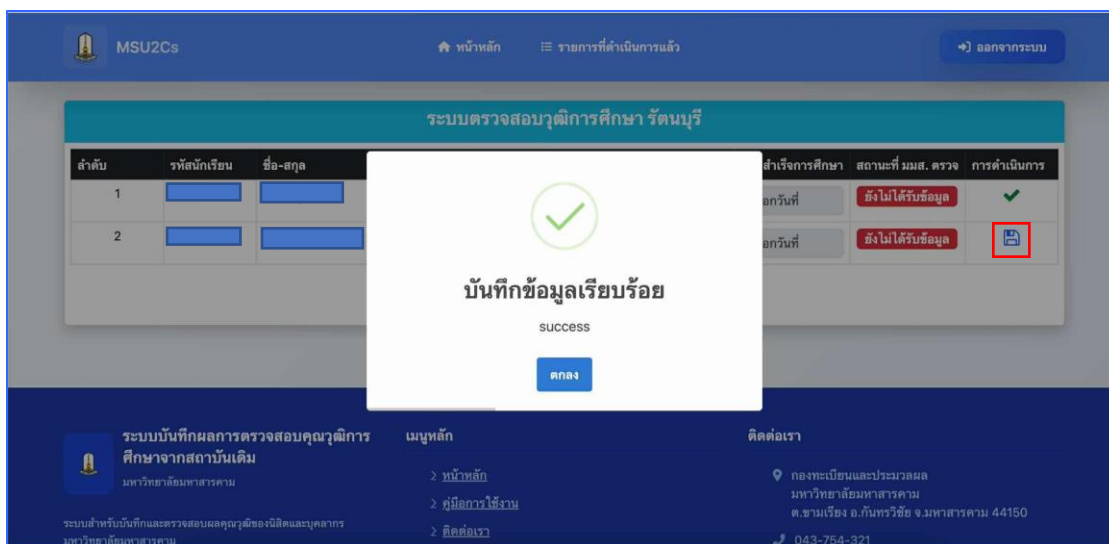 MSU2Cs
หน้าหลัก
รายการที่ดำเนินการแล้ว
ออกจากระบบ
ระบบตรวจสอบวุฒิการศึกษา รัตนบุรี
ลำดับ รหัสนักเรียน ชื่อ-สกุล สำเร็จการศึกษา สถานะที่ มมส. ตรวจ การดำเนินการ
1 อกวันที่ ยังไม่ได้รับข้อมูล
2 อกวันที่ ยังไม่ได้รับข้อมูล
บันทึกข้อมูลเรียบร้อย
success
ตกลง
ระบบบันทึกผลการตรวจสอบคุณวุฒิการ
ศึกษาจากสถาบันเดิม
มหาวิทยาลัยมหาสารคาม
ระบบสำหรับบันทึกและตรวจสอบผลคุณวุฒิของนิสิตและบุคลากร
มหาวิทยาลัยมหาสารคาม
เมนูหลัก
หน้าหลัก
คู่มือการใช้งาน
ติดต่อเรา
ติดต่อเรา
กองทะเบียนและประมวลผล
มหาวิทยาลัยมหาสารคาม
ต.ขามเรียง อ.กันทรวิชัย จ.มหาสารคาม 44150
043-754-321